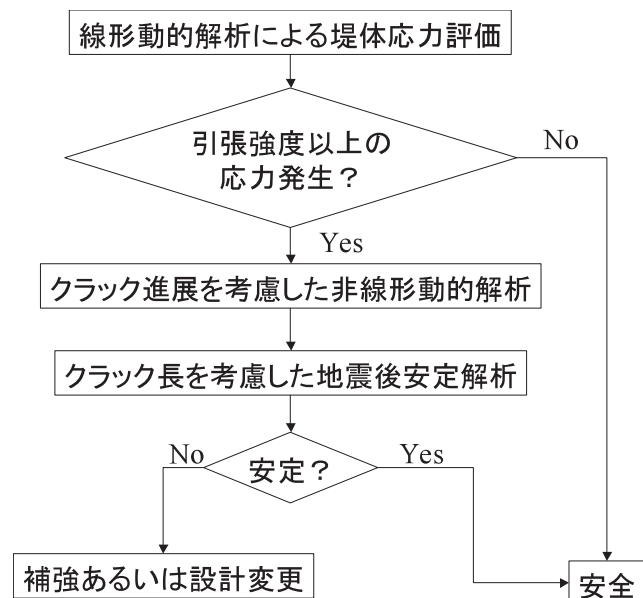 線形動的解析による堤体応力評価
引張強度以上の
応力発生？
No
Yes
クラック進展を考慮した非線形動的解析
クラック長を考慮した地震後安定解析
No
安定？
Yes
補強あるいは設計変更
安全